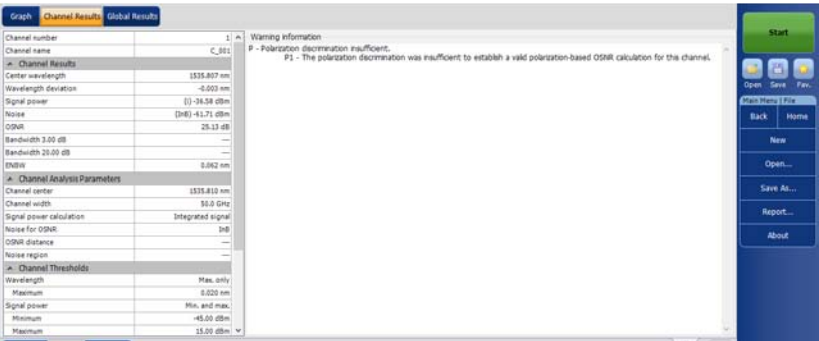 Graph Channel Results Global Results
Channel number 1
Channel name C_001
Channel Results
Center wavelength 1535.807 nm
Wavelength deviation -0.003 nm
Signal power (i) -36.58 dBm
Noise (InB) -61.71 dBm
OSNR 25.13 dB
Bandwidth 3.00 dB ---
Bandwidth 20.00 dB ---
ENBW 0.062 nm
Channel Analysis Parameters
Channel center 1535.810 nm
Channel width 50.0 GHz
Signal power calculation Integrated signal
Noise for OSNR InB
OSNR distance ---
Noise region ---
Channel Thresholds
Wavelength Max. only
Maximum 0.020 nm
Signal power Min. and max.
Minimum -45.00 dBm
Maximum 15.00 dBm
Warning information
P - Polarization discrimination insufficient.
P1 - The polarization discrimination was insufficient to establish a valid polarization-based OSNR calculation for this channel.
Start
Open Save Fav.
Main Menu | File
Back Home
New
Open...
Save As...
Report...
About